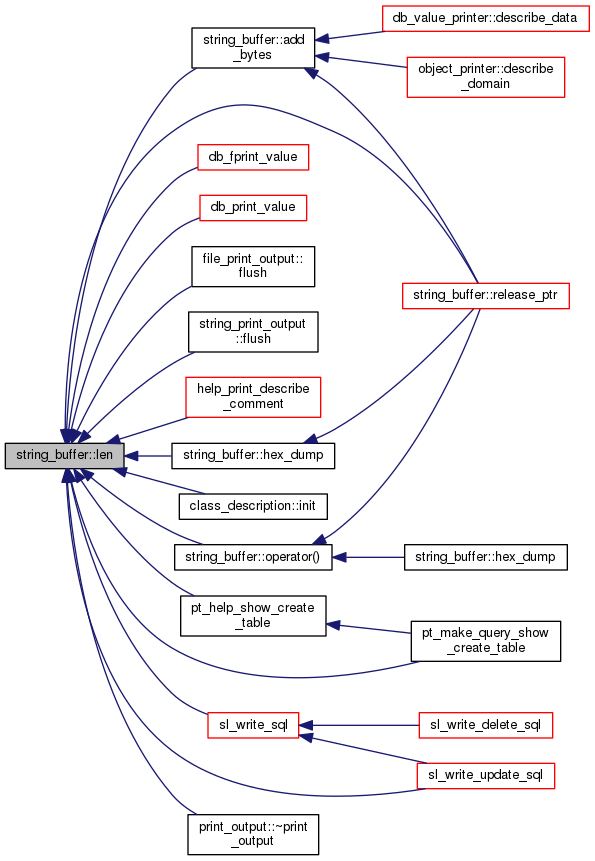 db_value_printer::describe_data
string_buffer::add
_bytes
object_printer::describe
_domain
db_fprint_value
db_print_value
file_print_output::
flush
string_buffer::release_ptr
string_print_output
::flush
help_print_describe
_comment
string_buffer::len
string_buffer::hex_dump
class_description::init
string_buffer::operator()
string_buffer::hex_dump
pt_help_show_create
_table
pt_make_query_show
_create_table
sl_write_sql
sl_write_delete_sql
sl_write_update_sql
print_output::~print
_output